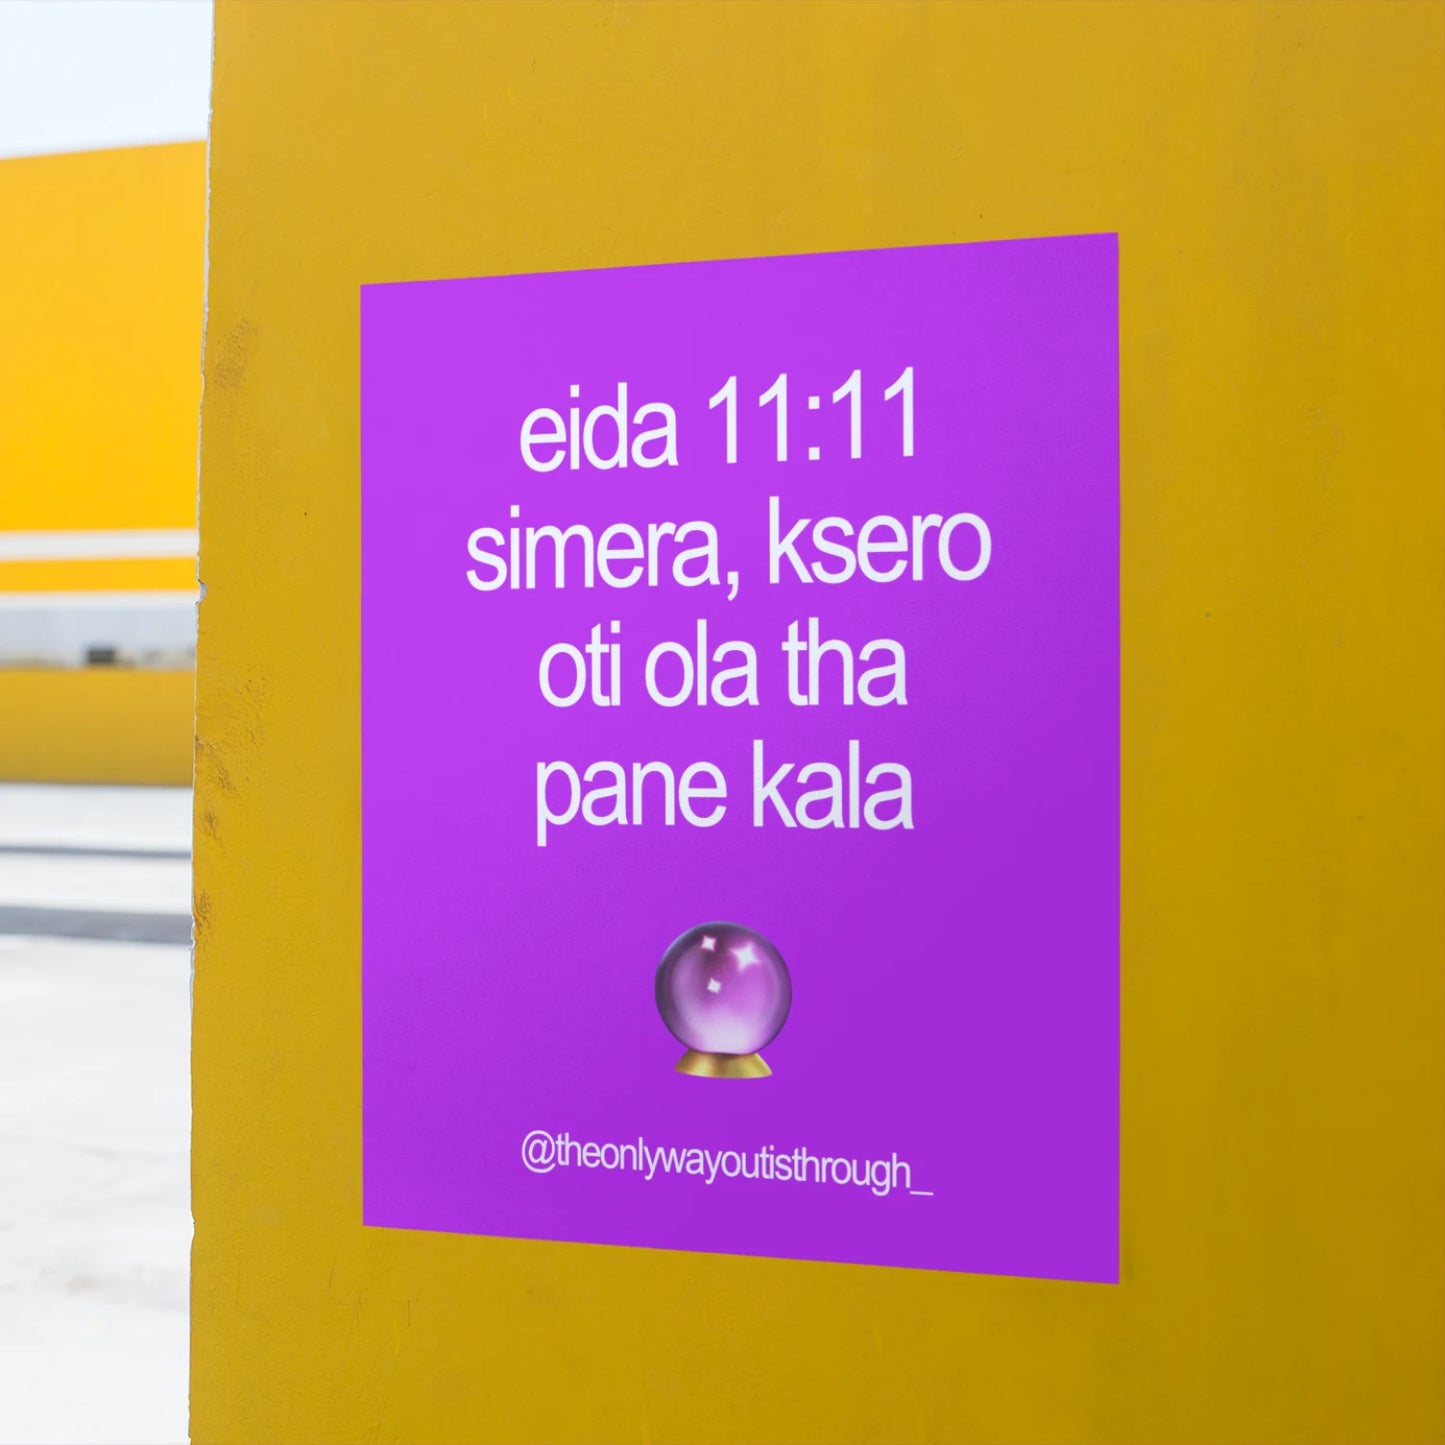 eida 11:11
simera, ksero
oti ola tha
pane kala
@theonlywayoutisthrough_